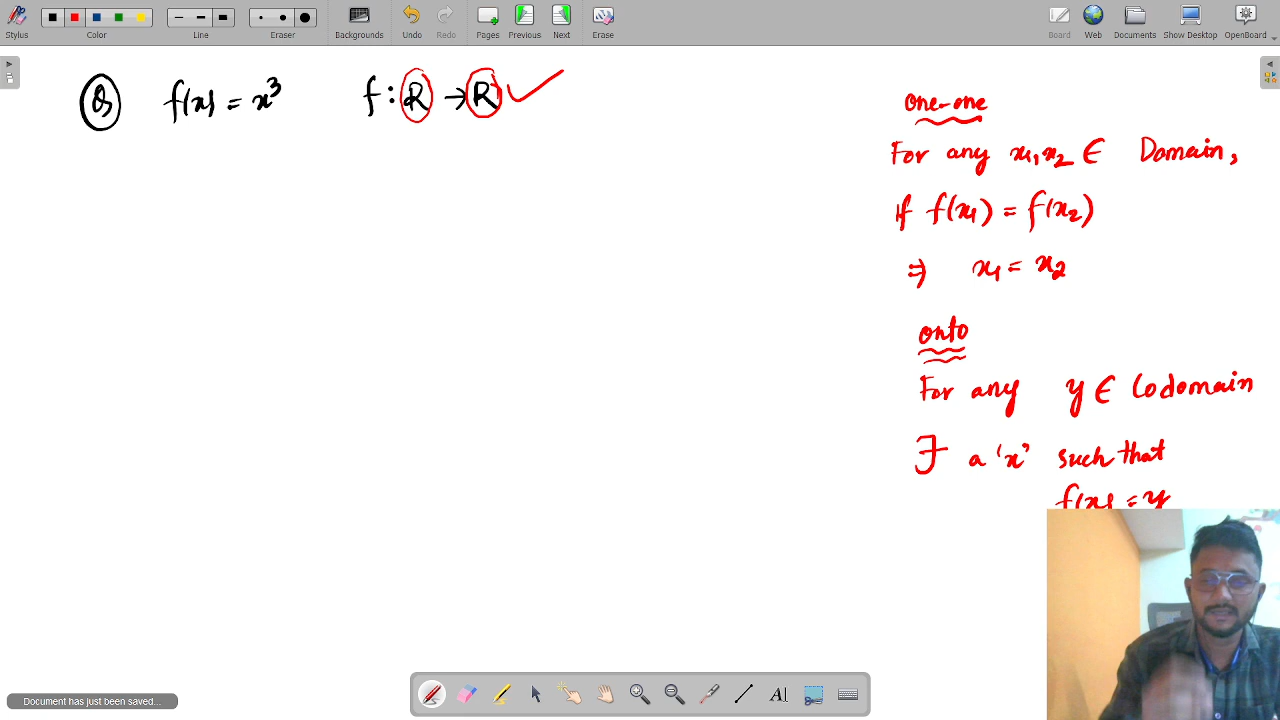 Stylus Color Line Eraser Backgrounds Undo Redo Pages Previous Next Erase Board Web Documents Show Desktop OpenBoard
Q f(x) = x³ f : R → R
one-one
For any x₁, x₂ ∈ Domain,
If f(x₁) = f(x₂)
⇒ x₁ = x₂
onto
For any y ∈ Codomain
∃ a 'x' such that
f(x) = y
Document has just been saved...